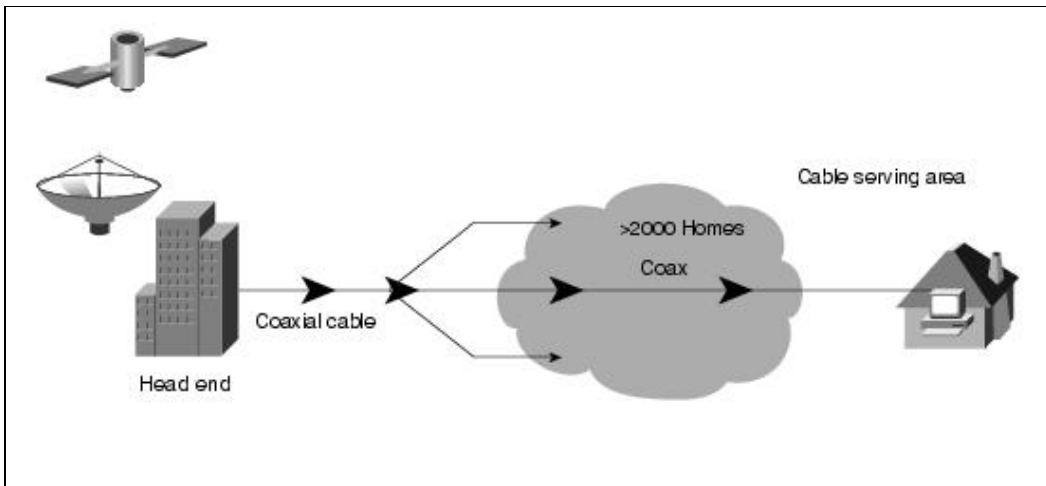 Cable serving area
>2000 Homes
Coax
Coaxial cable
Head end